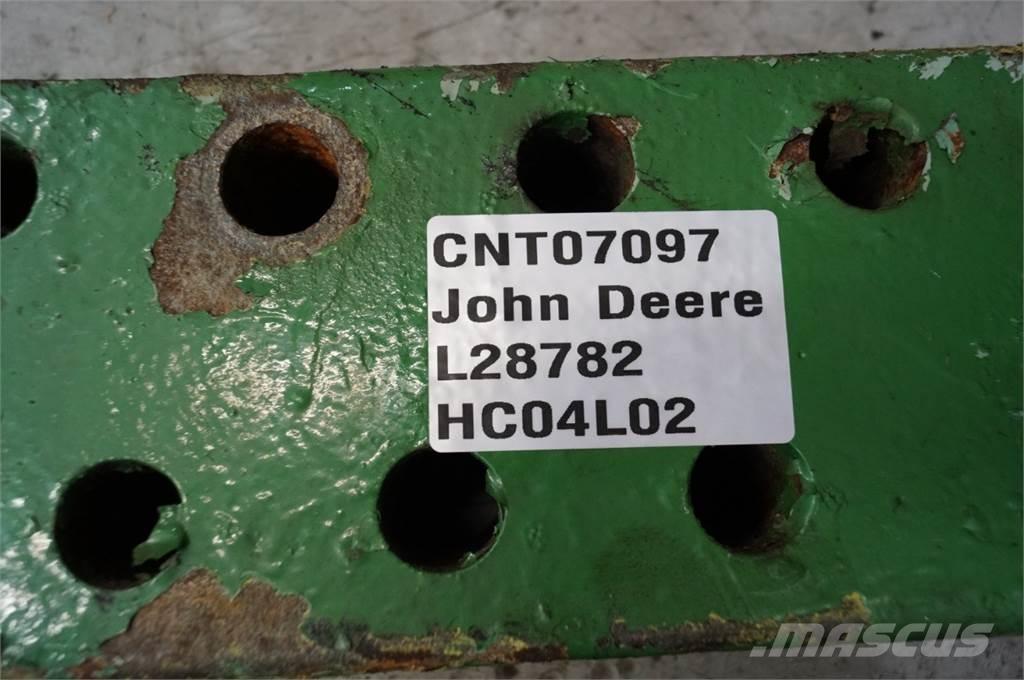 CNT07097
John Deere
L28782
HC04L02
MASCUS